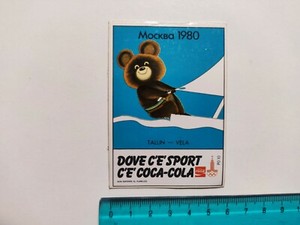 Москва 1980
TALLIN — VELA
DOVE C'E' SPORT
C'E' COCA-COLA